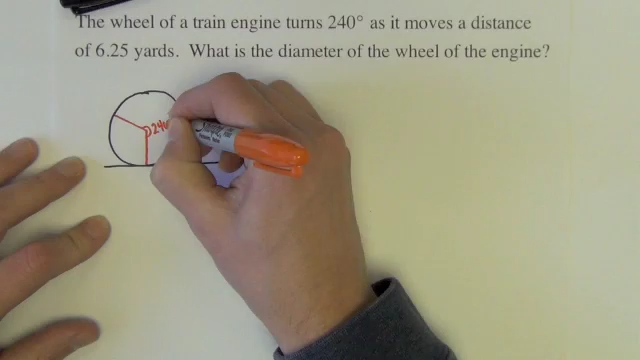 The wheel of a train engine turns 240° as it moves a distance
of 6.25 yards. What is the diameter of the wheel of the engine?
240
Sharpie